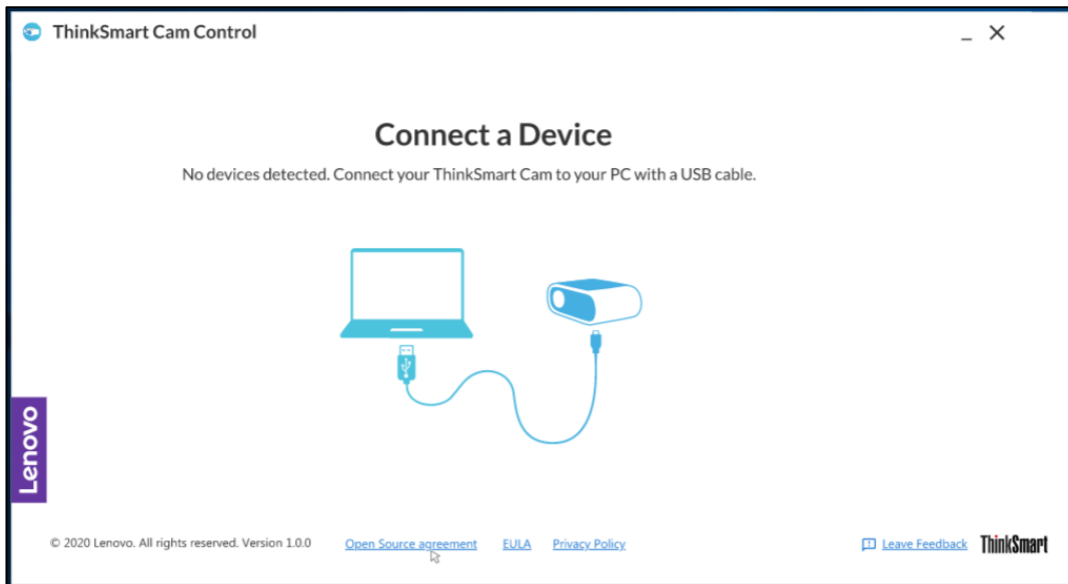 ThinkSmart Cam Control
Connect a Device
No devices detected. Connect your ThinkSmart Cam to your PC with a USB cable.
Lenovo
© 2020 Lenovo. All rights reserved. Version 1.0.0 Open Source agreement EULA Privacy Policy Leave Feedback ThinkSmart